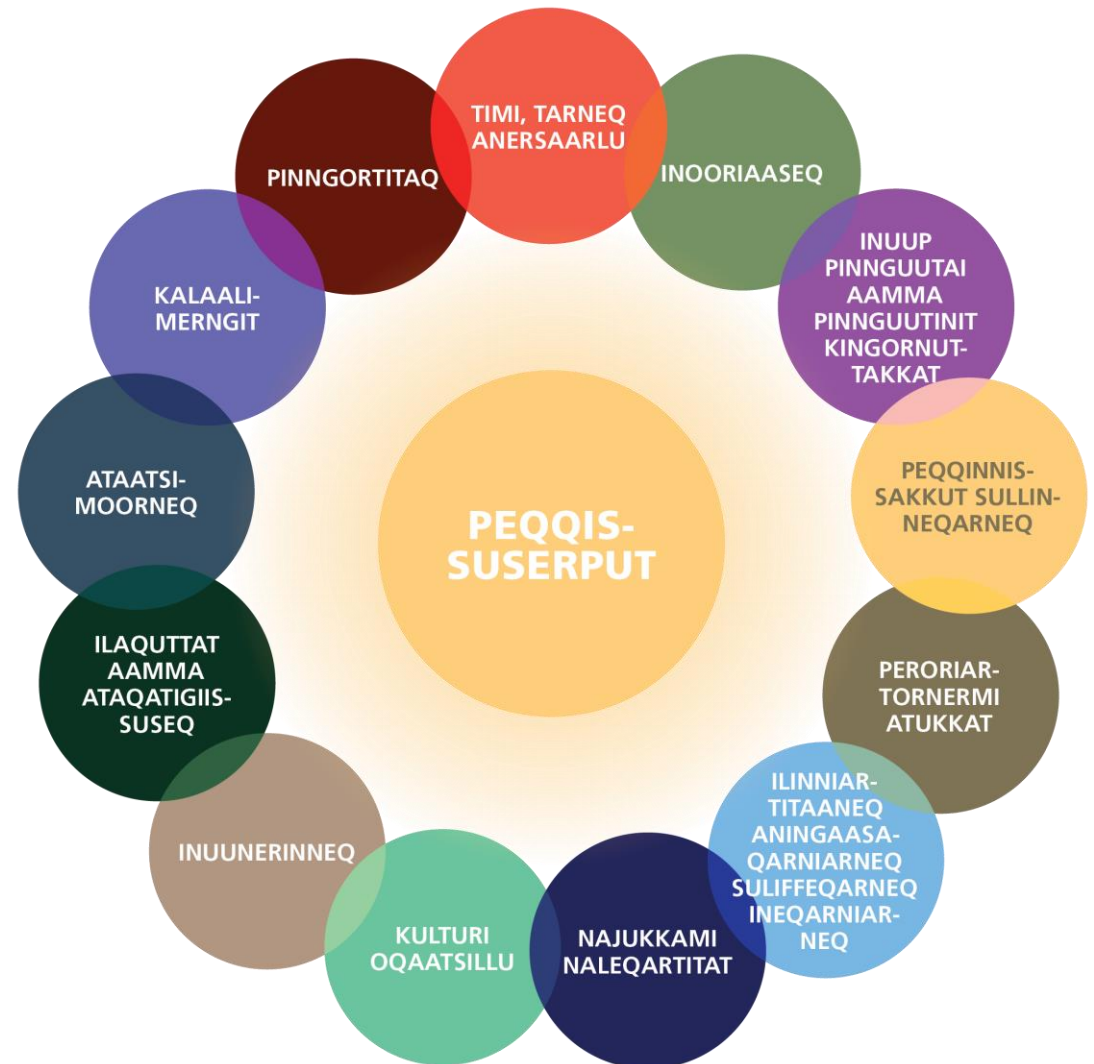 TIMI, TARNEQ
ANERSAARLU
INOORIAASEQ
INUUP
PINNGUUTAI
AAMMA
PINNGUUTINIT
KINGORNUT-
TAKKAT
PEQQINNIS-
SAKKUT SULLIN-
NEQARNEQ
PERORIAR-
TORNERMI
ATUKKAT
ILINNIAR-
TITAANEQ
ANINGAASA-
QARNIARNEQ
SULIFFEQARNEQ
INEQARNIAR-
NEQ
NAJUKKAMI
NALEQARTITAT
KULTURI
OQAATSILLU
INUUNERINNEQ
ILAQUTTAT
AAMMA
ATAQATIGIIS-
SUSEQ
ATAATSI-
MOORNEQ
KALAALI-
MERNGIT
PINNGORTITAQ
PEQQIS-
SUSERPUT